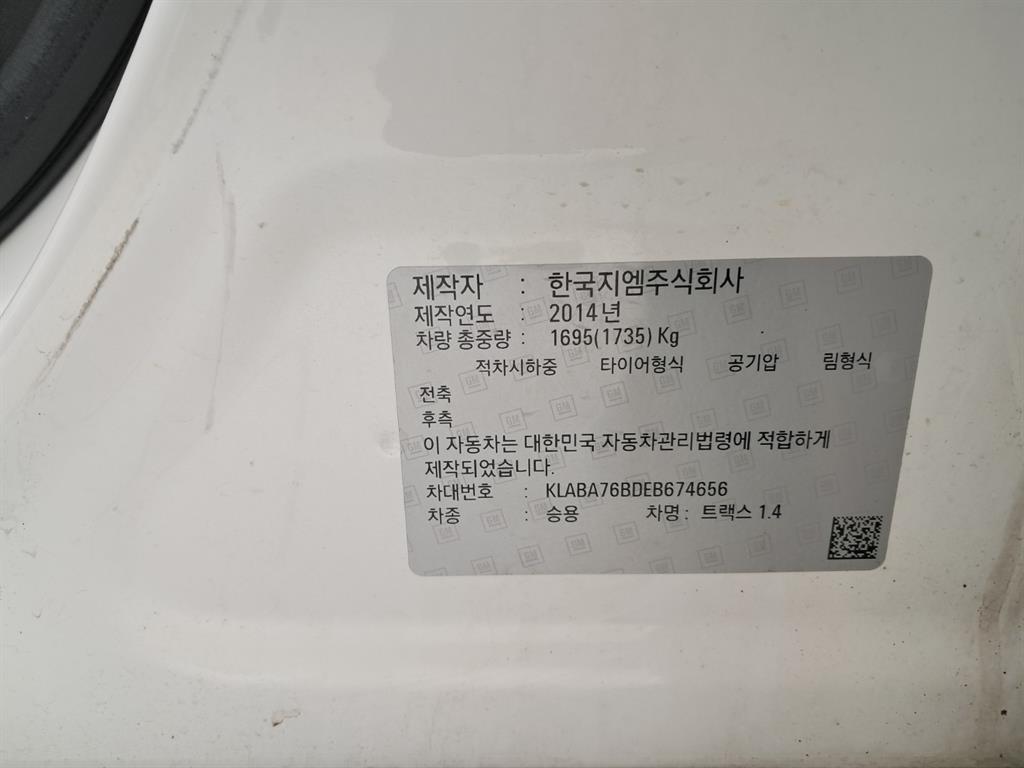 제작자 : 한국지엠주식회사
제작연도 : 2014년
차량 총중량 : 1695(1735) Kg
적차시하중 타이어형식 공기압 림형식
전축
후축
이 자동차는 대한민국 자동차관리법령에 적합하게
제작되었습니다.
차대번호 : KLABA76BDEB674656
차종 : 승용 차명 : 트랙스 1.4